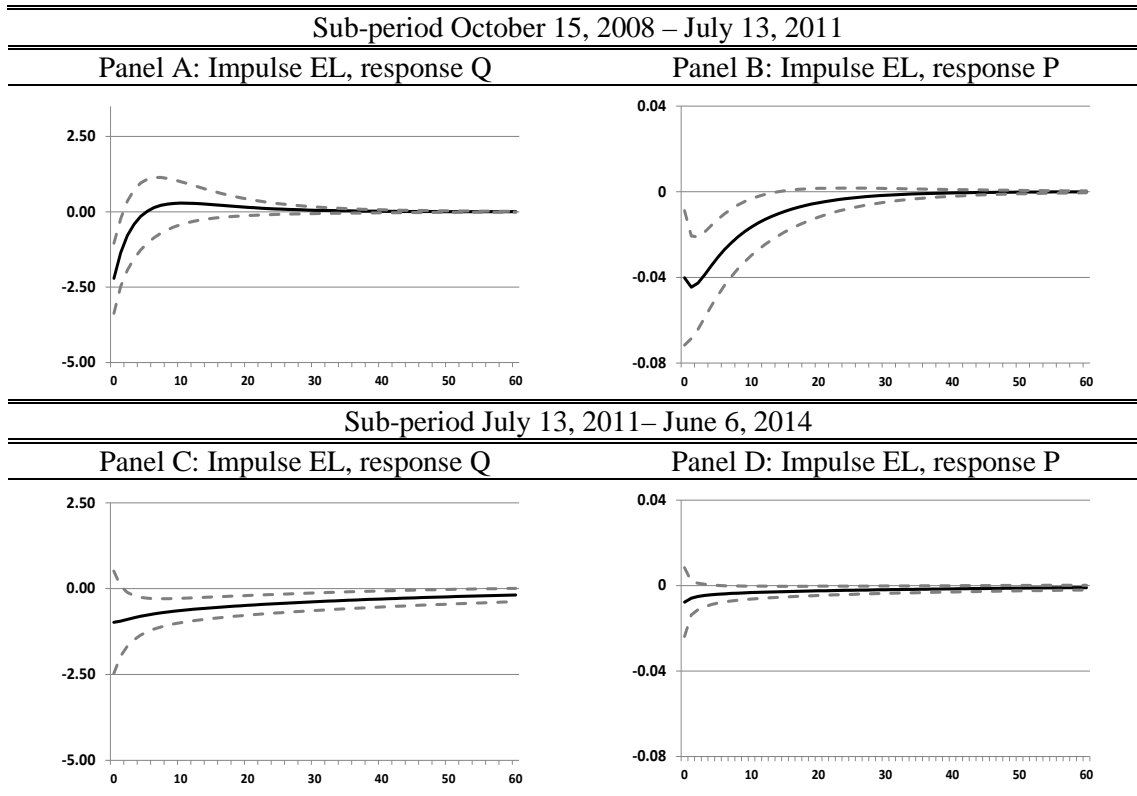 Sub-period October 15, 2008 – July 13, 2011
Panel A: Impulse EL, response Q
Panel B: Impulse EL, response P
2.50
0.00
-2.50
-5.00
0 10 20 30 40 50 60
0.04
0
-0.04
-0.08
0 10 20 30 40 50 60
Sub-period July 13, 2011– June 6, 2014
Panel C: Impulse EL, response Q
Panel D: Impulse EL, response P
2.50
0.00
-2.50
-5.00
0 10 20 30 40 50 60
0.04
0
-0.04
-0.08
0 10 20 30 40 50 60